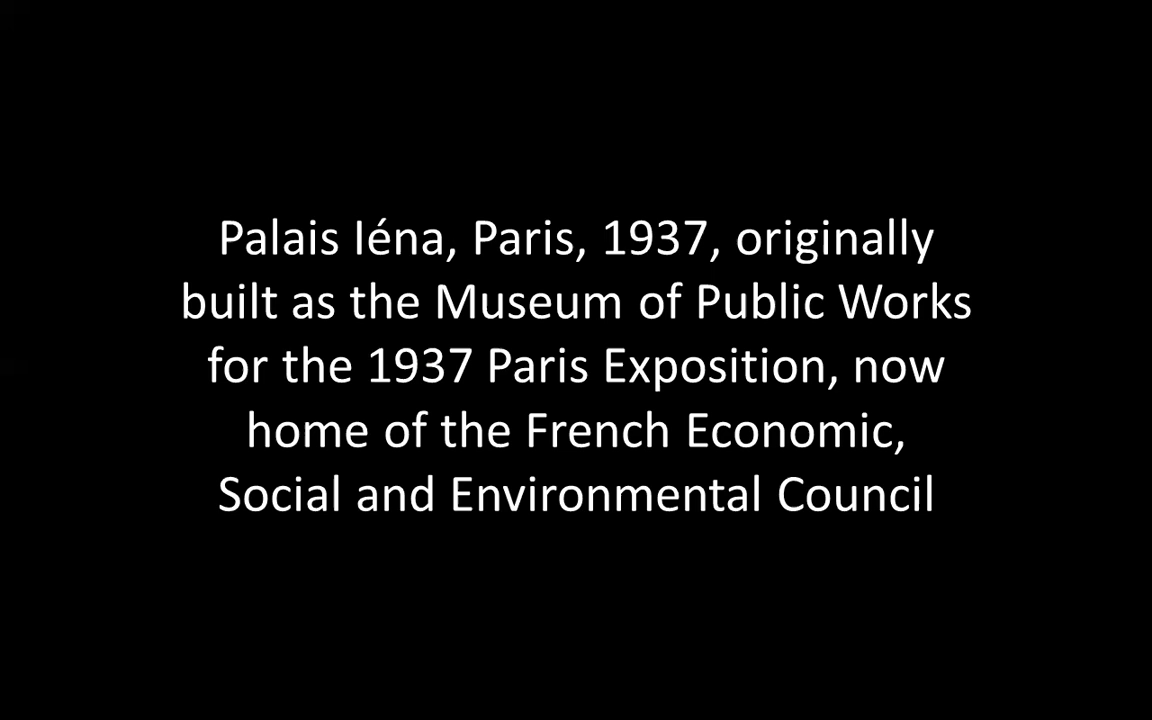 Palais Iéna, Paris, 1937, originally
built as the Museum of Public Works
for the 1937 Paris Exposition, now
home of the French Economic,
Social and Environmental Council